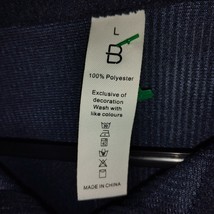 L
B
100% Polyester
Exclusive of
decoration
Wash with
like colours
MADE IN CHINA